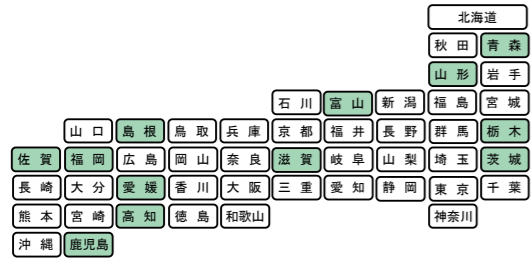 北海道
秋田 青森
山形 岩手
石川 富山 新潟 福島 宮城
山口 島根 鳥取 兵庫 京都 福井 長野 群馬 栃木
佐賀 福岡 広島 岡山 奈良 滋賀 岐阜 山梨 埼玉 茨城
長崎 大分 愛媛 香川 大阪 三重 愛知 静岡 東京 千葉
熊本 宮崎 高知 徳島 和歌山 神奈川
沖縄 鹿児島